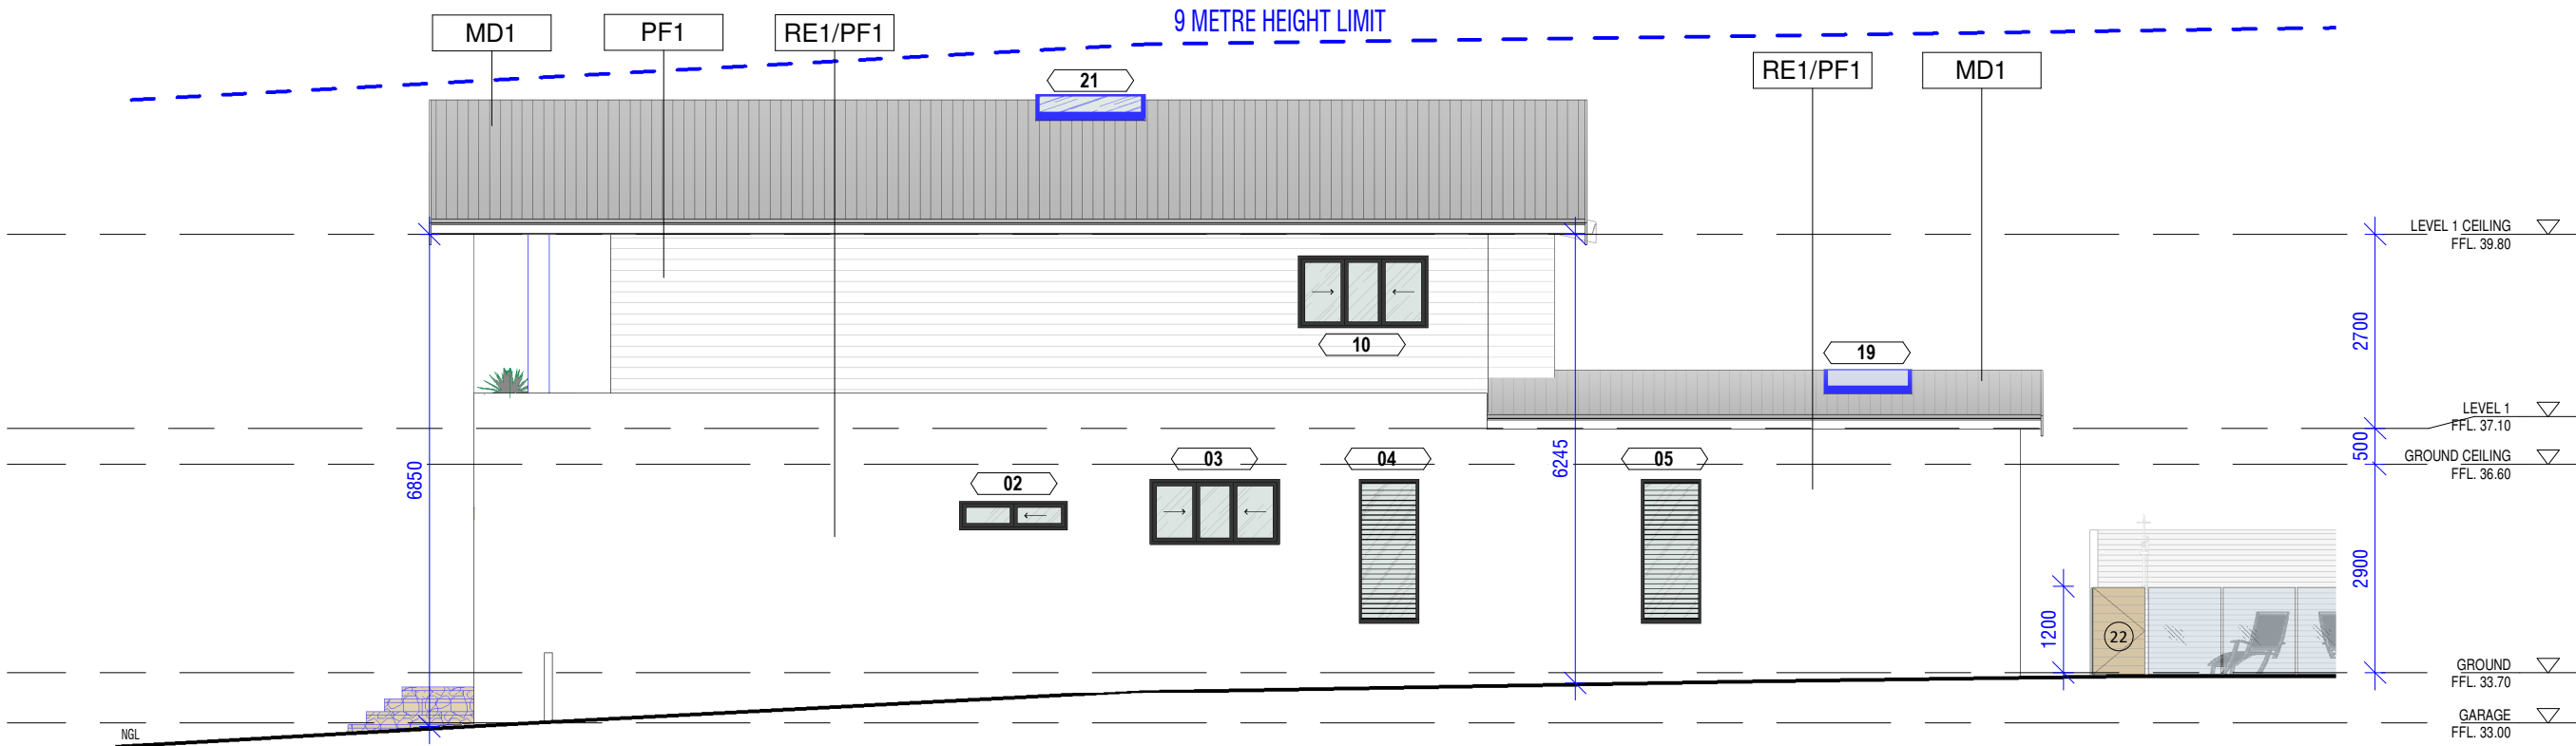 9 METRE HEIGHT LIMIT
MD1
PF1
RE1/PF1
RE1/PF1
MD1
21
LEVEL 1 CEILING
FFL. 39.80
10
2700
19
LEVEL 1
FFL. 37.10
500
GROUND CEILING
FFL. 36.60
02
03
04
05
6850
6245
2900
1200
22
GROUND
FFL. 33.70
GARAGE
FFL. 33.00
NGL